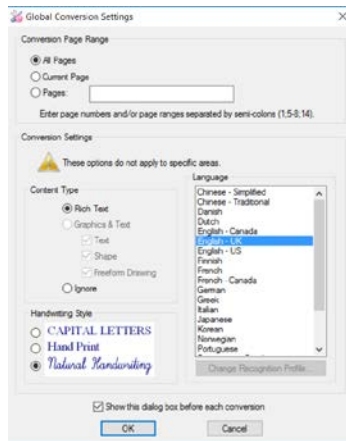 Global Conversion Settings
Conversion Page Range
All Pages
Current Page
Pages:
Enter page numbers and/or page ranges separated by semi-colons (1;5-8;14).
Conversion Settings
These options do not apply to specific areas.
Content Type
Rich Text
Graphics & Text
Text
Shape
Freeform Drawing
Ignore
Handwriting Style
CAPITAL LETTERS
Hand Print
Natural Handwriting
Language
Chinese - Simplified
Chinese - Traditional
Danish
Dutch
English - Canada
English - UK
English - US
Finnish
French
French - Canada
German
Greek
Italian
Japanese
Korean
Norwegian
Portuguese
Change Recognition Profile...
Show this dialog box before each conversion
OK
Cancel